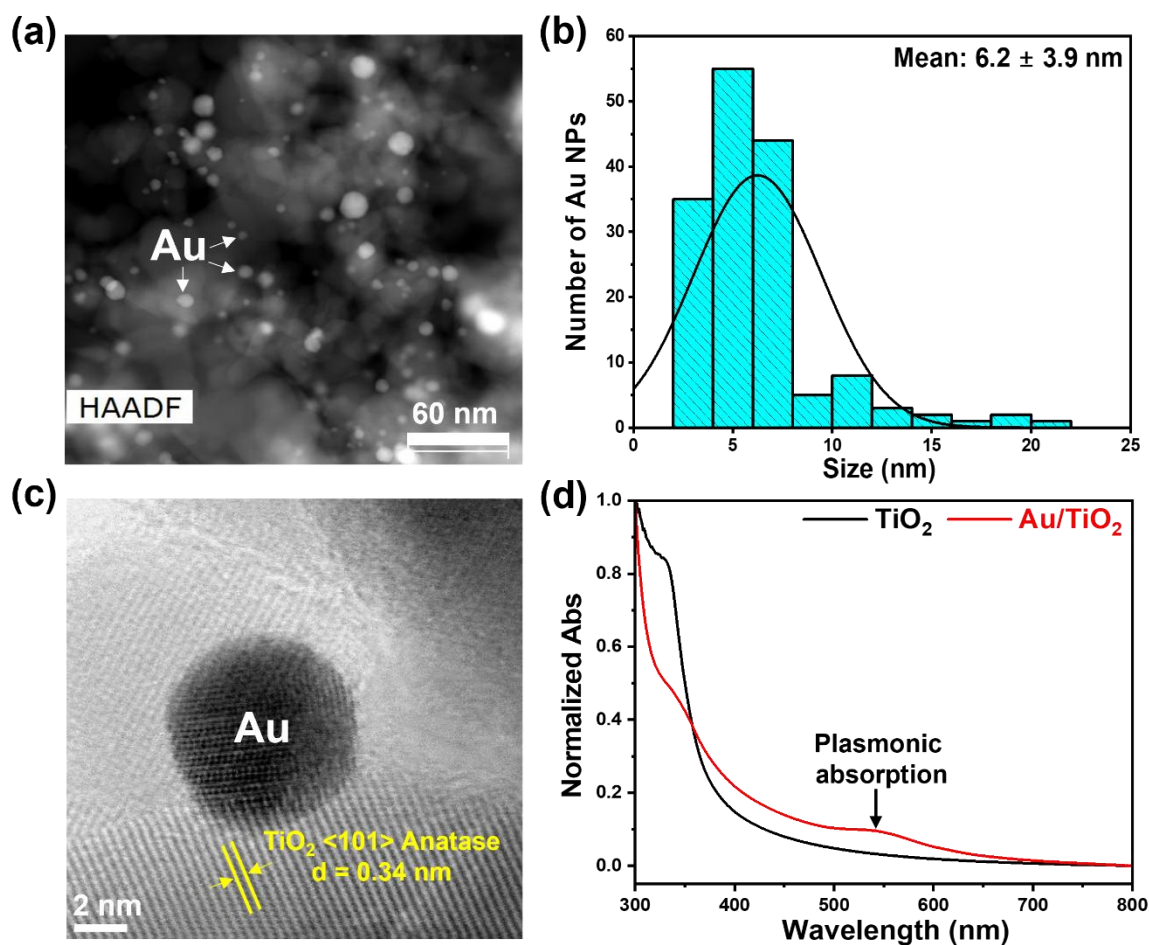 (a)
Au
HAADF
60 nm
(b)
Mean: 6.2 ± 3.9 nm
60
50
40
30
20
10
0
0 5 10 15 20 25
Number of Au NPs
Size (nm)
(c)
Au
TiO₂ <101> Anatase
d = 0.34 nm
2 nm
(d)
TiO₂ Au/TiO₂
1.0
0.8
0.6
0.4
0.2
0.0
Normalized Abs
Plasmonic
absorption
300 400 500 600 700 800
Wavelength (nm)